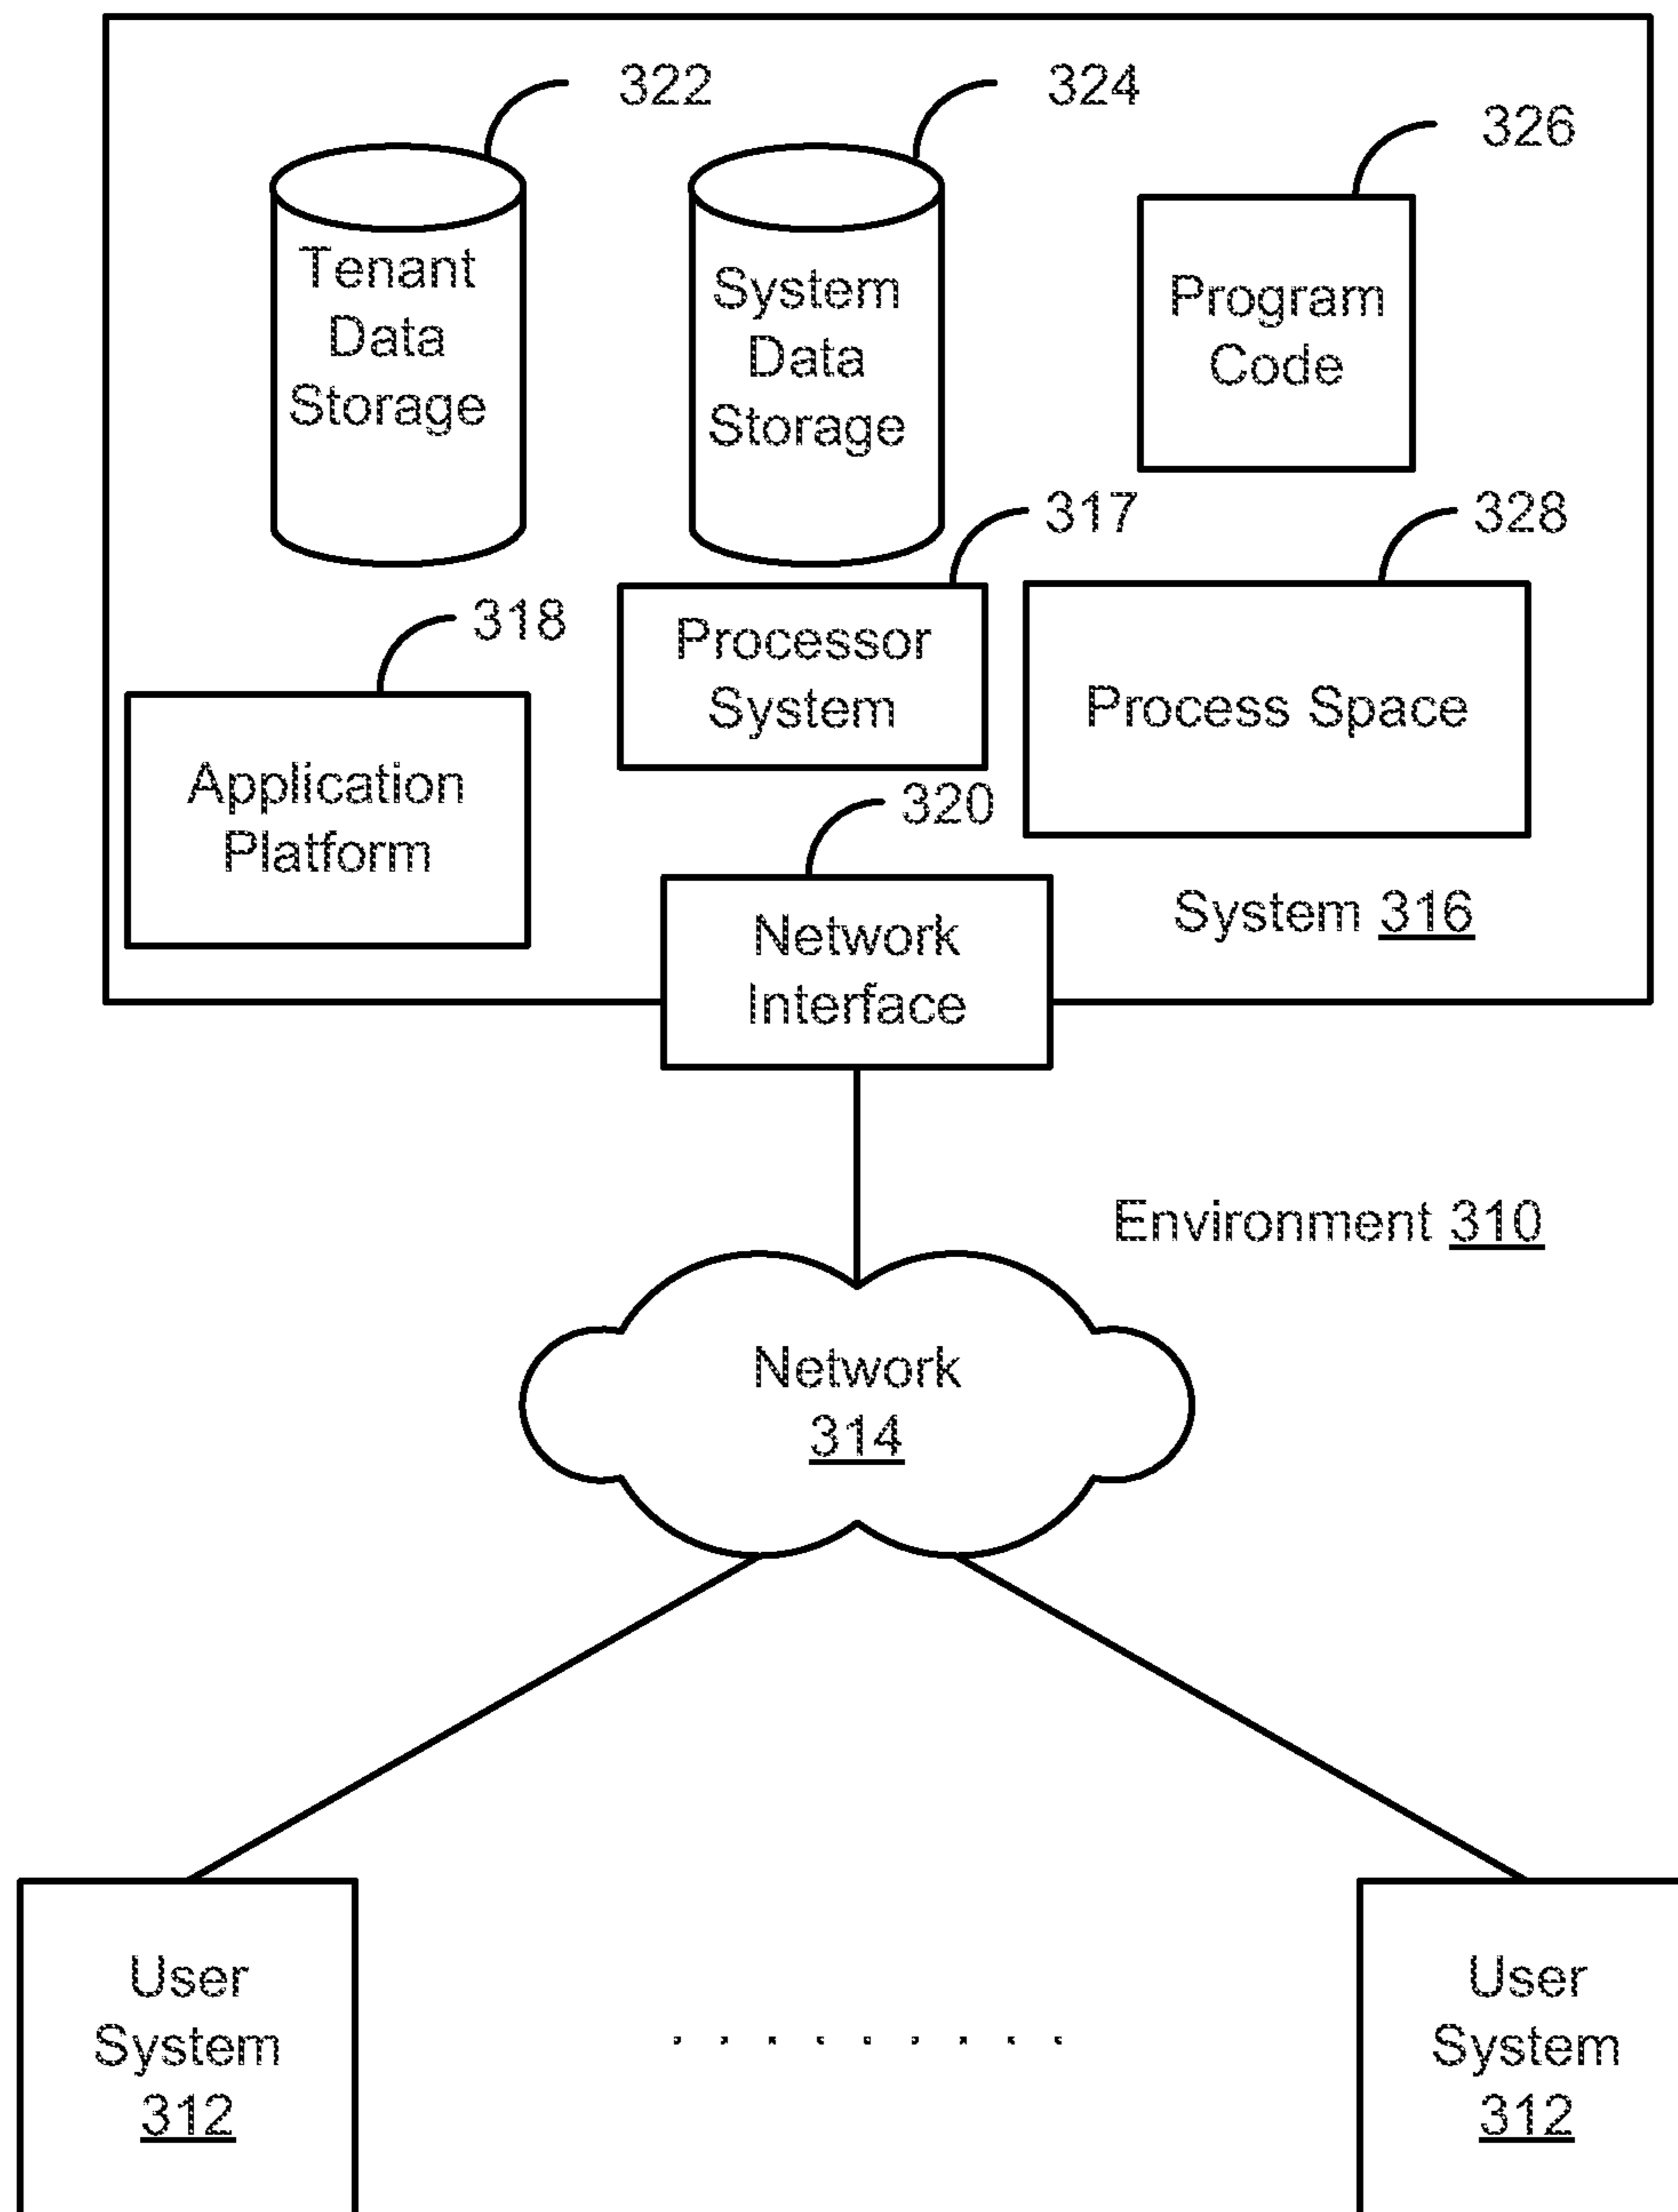 322
324
326
Tenant
Data
Storage
System
Data
Storage
Program
Code
317
328
318
Processor
System
Process Space
Application
Platform
320
Network
Interface
System 316
Environment 310
Network
314
User
System
312
. . . . . . . . .
User
System
312